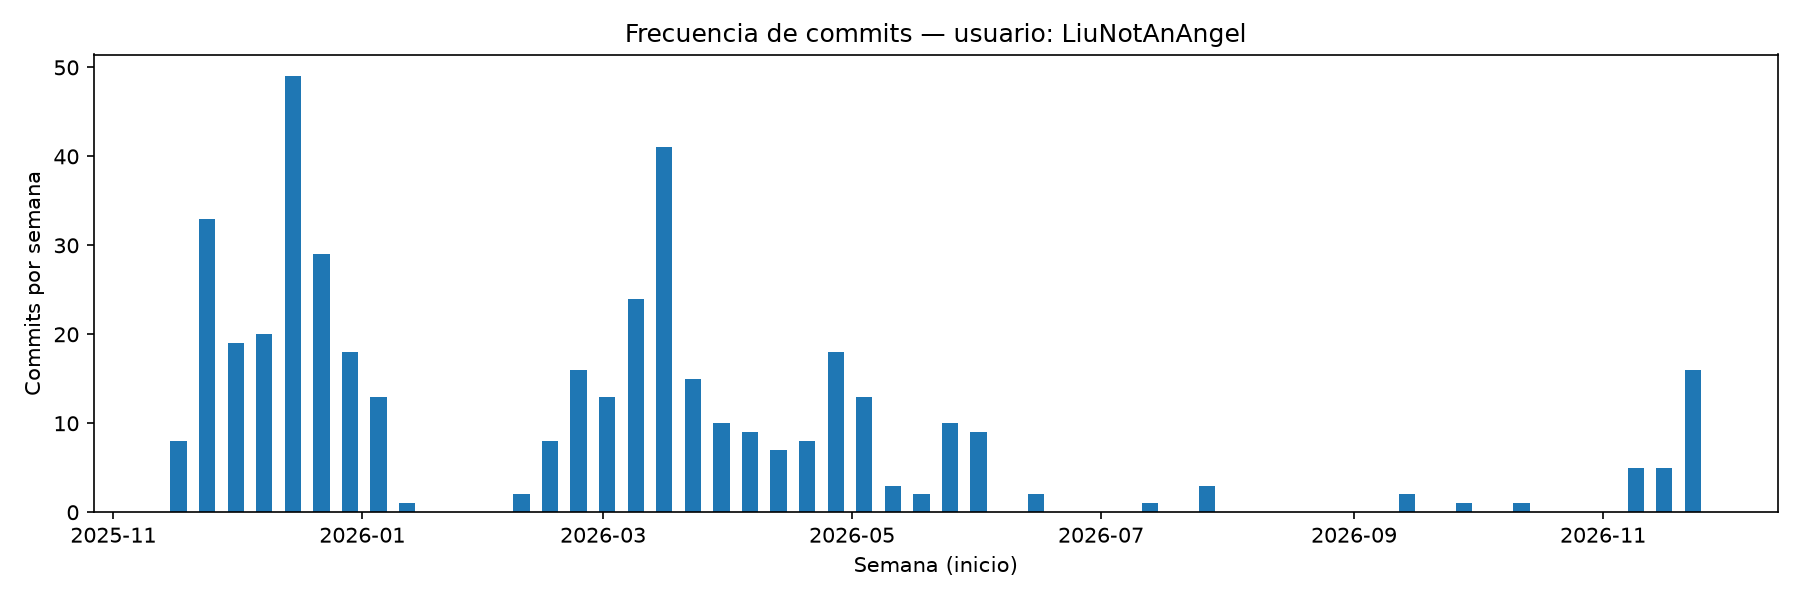 Frecuencia de commits — usuario: LiuNotAnAngel
Commits por semana
50
40
30
20
10
0
2025-11 2026-01 2026-03 2026-05 2026-07 2026-09 2026-11
Semana (inicio)